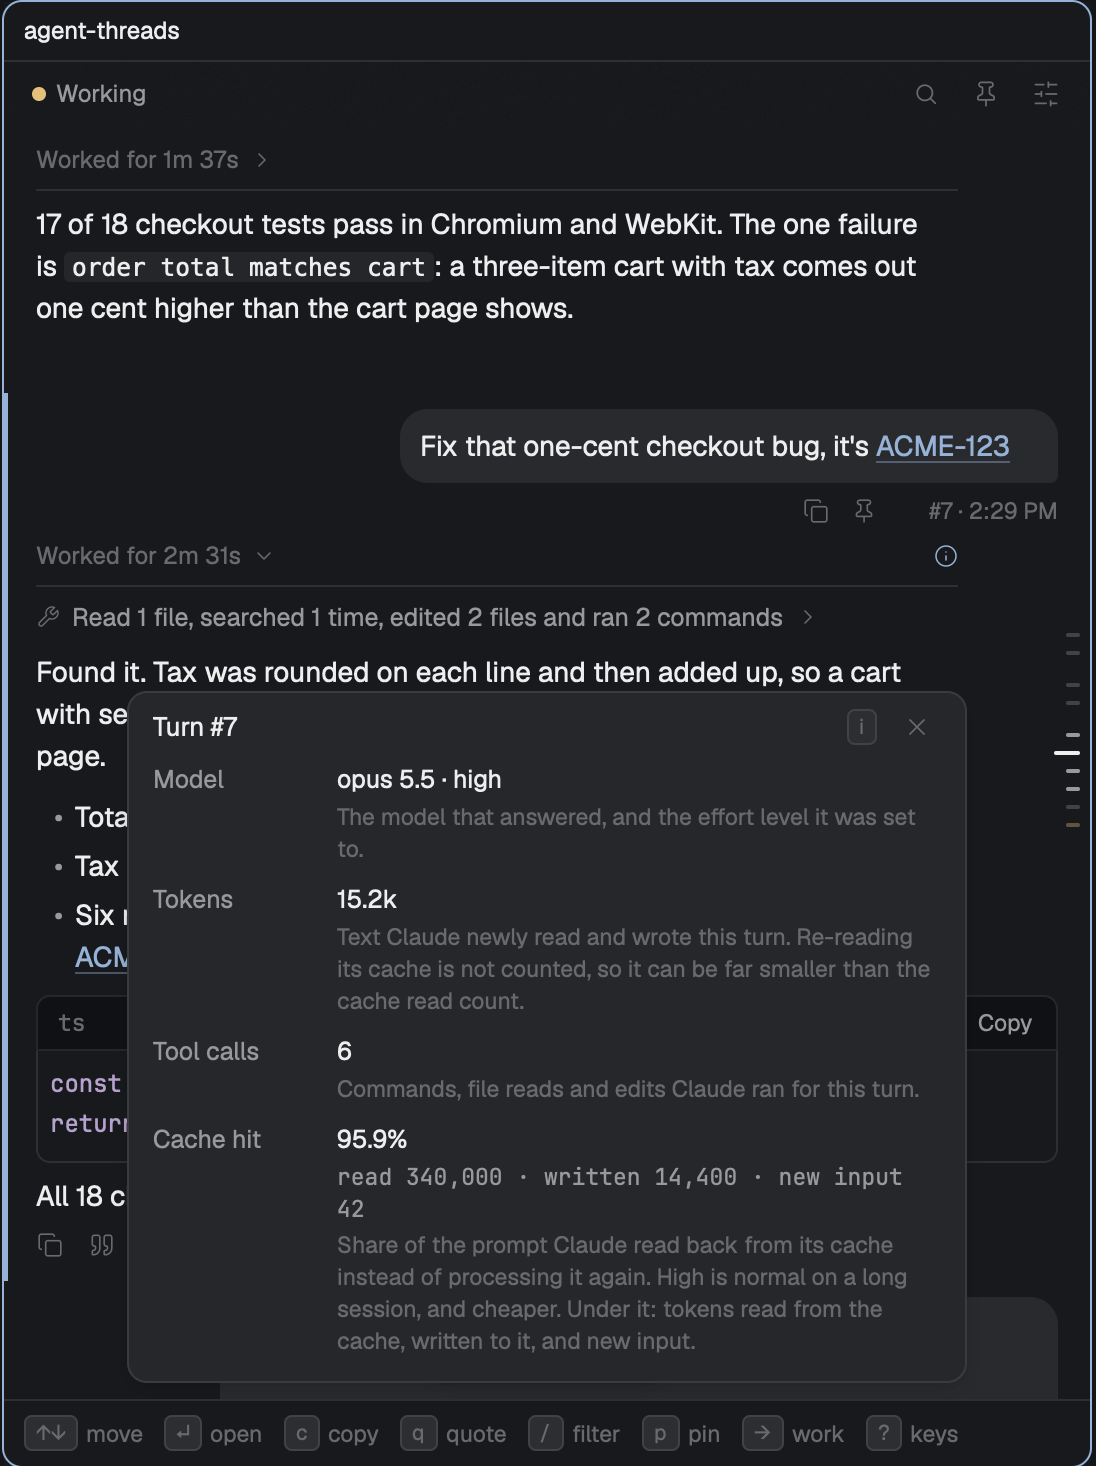 agent-threads
Working
Worked for 1m 37s
17 of 18 checkout tests pass in Chromium and WebKit. The one failure
is order total matches cart: a three-item cart with tax comes out
one cent higher than the cart page shows.
Fix that one-cent checkout bug, it's ACME-123
#7 · 2:29 PM
Worked for 2m 31s
Read 1 file, searched 1 time, edited 2 files and ran 2 commands
Found it. Tax was rounded on each line and then added up, so a cart
with se
page.
• Tota
• Tax
• Six
ACM
ts
Copy
const
return
All 18 c
Turn #7
i
Model
opus 5.5 · high
The model that answered, and the effort level it was set
to.
Tokens
15.2k
Text Claude newly read and wrote this turn. Re-reading
its cache is not counted, so it can be far smaller than the
cache read count.
Tool calls
6
Commands, file reads and edits Claude ran for this turn.
Cache hit
95.9%
read 340,000 · written 14,400 · new input
42
Share of the prompt Claude read back from its cache
instead of processing it again. High is normal on a long
session, and cheaper. Under it: tokens read from the
cache, written to it, and new input.
↑↓ move ↵ open c copy q quote / filter p pin → work ? keys